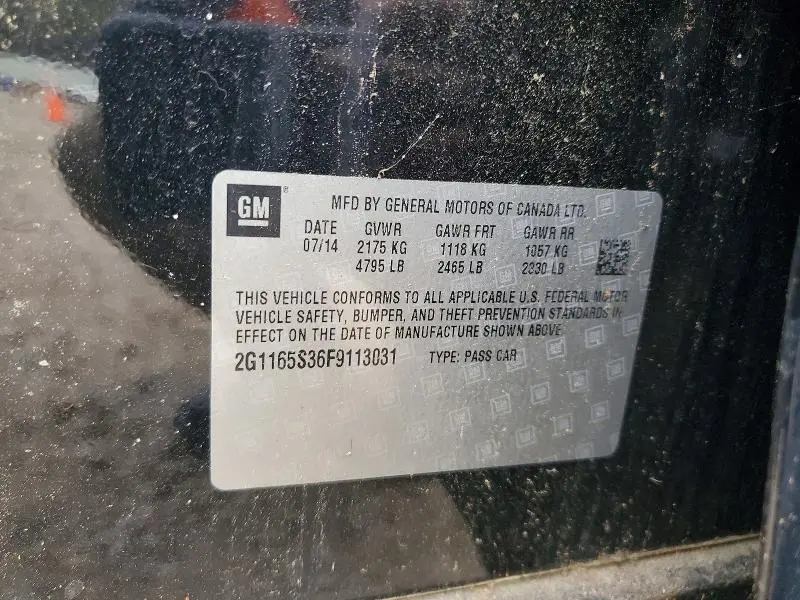 GM
MFD BY GENERAL MOTORS OF CANADA LTD.
DATE GVWR GAWR FRT GAWR RR
07/14 2175 KG 1118 KG 1057 KG
4795 LB 2465 LB 2330 LB
THIS VEHICLE CONFORMS TO ALL APPLICABLE U.S. FEDERAL MOTOR
VEHICLE SAFETY, BUMPER, AND THEFT PREVENTION STANDARDS IN
EFFECT ON THE DATE OF MANUFACTURE SHOWN ABOVE
2G1165S36F9113031 TYPE: PASS CAR